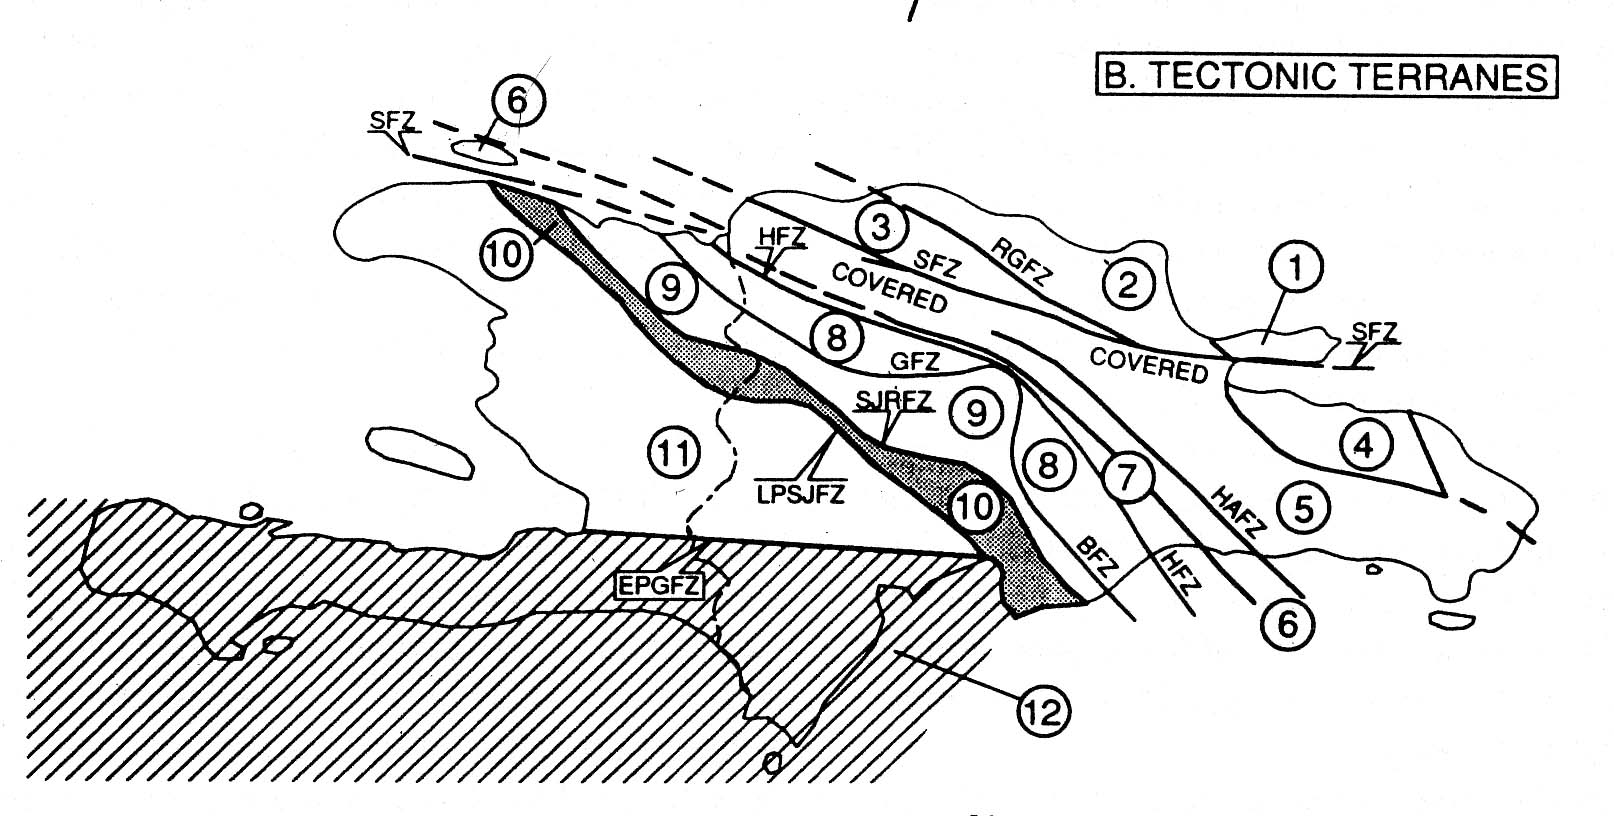 B. TECTONIC TERRANES
6
SFZ
3
HFZ
SFZ
RGFZ
10
9
COVERED
2
1
8
SFZ
GFZ
COVERED
SJRFZ
9
4
11
8
7
LPSJFZ
10
HAFZ
5
BFZ
HFZ
EPGFZ
6
12